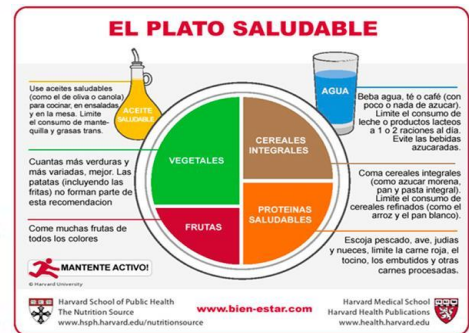 EL PLATO SALUDABLE
Use aceites saludables
(como el de oliva o canola)
para cocinar, en ensaladas
y en la mesa. Limite
el consumo de mante-
quilla y grasas trans.
ACEITE
SALUDABLE
AGUA
Beba agua, té o café (con
poco o nada de azucar).
Limite el consumo de
leche o productos lacteos
a 1 o 2 raciones al día.
Evite las bebidas
azucaradas.
VEGETALES
CEREALES
INTEGRALES
Cuantas más verduras y
más variadas, mejor. Las
patatas (incluyendo las
fritas) no forman parte de
esta recomendacion
Coma cereales integrales
(como azucar morena,
pan y pasta integral).
Limite el consumo de
cereales refinados (como el
arroz y el pan blanco).
FRUTAS
PROTEINAS
SALUDABLES
Come muchas frutas de
todos los colores
Escoja pescado, ave, judias
y nueces, limite la carne roja, el
tocino, los embutidos y otras
carnes procesadas.
MANTENTE ACTIVO!
© Harvard University
Harvard School of Public Health
The Nutrition Source
www.hsph.harvard.edu/nutritionsource
www.bien-estar.com
Harvard Medical School
Harvard Health Publications
www.health.harvard.edu